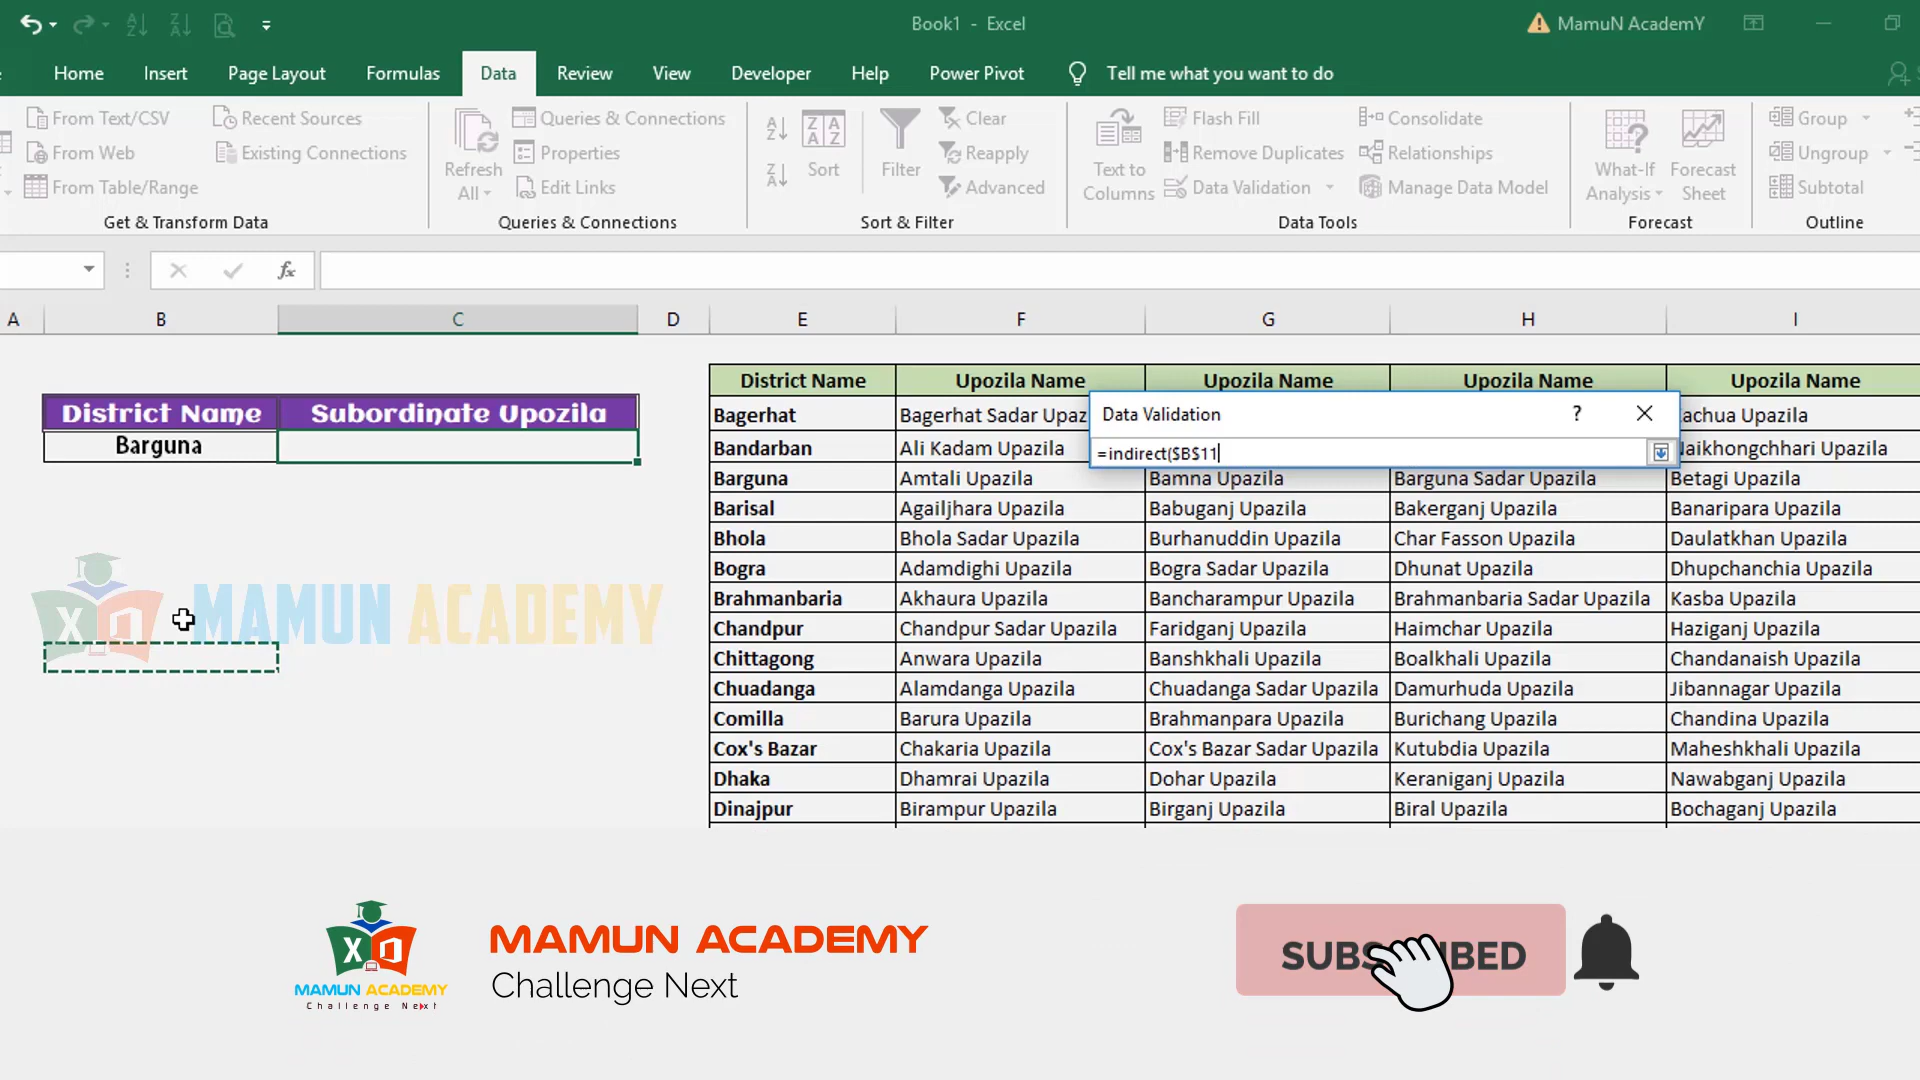 Book1 - Excel
MamuN AcademY
Home Insert Page Layout Formulas Data Review View Developer Help Power Pivot Tell me what you want to do
From Text/CSV
Recent Sources
From Web
Existing Connections
From Table/Range
Get & Transform Data
Refresh All
Queries & Connections
Properties
Edit Links
Queries & Connections
Sort
Filter
Clear
Reapply
Advanced
Sort & Filter
Text to Columns
Flash Fill
Remove Duplicates
Data Validation
Consolidate
Relationships
Manage Data Model
Data Tools
What-If Analysis
Forecast Sheet
Forecast
Group
Ungroup
Subtotal
Outline
fx
A B C D E F G H I
District Name Subordinate Upozila
Barguna
District Name Upozila Name Upozila Name Upozila Name Upozila Name
Data Validation ?
=indirect($B$11
Bagerhat Bagerhat Sadar Upaz achua Upazila
Bandarban Ali Kadam Upazila aikhongchhari Upazila
Barguna Amtali Upazila Bamna Upazila Barguna Sadar Upazila Betagi Upazila
Barisal Agailjhara Upazila Babuganj Upazila Bakerganj Upazila Banaripara Upazila
Bhola Bhola Sadar Upazila Burhanuddin Upazila Char Fasson Upazila Daulatkhan Upazila
Bogra Adamdighi Upazila Bogra Sadar Upazila Dhunat Upazila Dhupchanchia Upazila
Brahmanbaria Akhaura Upazila Bancharampur Upazila Brahmanbaria Sadar Upazila Kasba Upazila
Chandpur Chandpur Sadar Upazila Faridganj Upazila Haimchar Upazila Haziganj Upazila
Chittagong Anwara Upazila Banshkhali Upazila Boalkhali Upazila Chandanaish Upazila
Chuadanga Alamdanga Upazila Chuadanga Sadar Upazila Damurhuda Upazila Jibannagar Upazila
Comilla Barura Upazila Brahmanpara Upazila Burichang Upazila Chandina Upazila
Cox's Bazar Chakaria Upazila Cox's Bazar Sadar Upazila Kutubdia Upazila Maheshkhali Upazila
Dhaka Dhamrai Upazila Dohar Upazila Keraniganj Upazila Nawabganj Upazila
Dinajpur Birampur Upazila Birganj Upazila Biral Upazila Bochaganj Upazila
MAMUN ACADEMY
MAMUN ACADEMY
Challenge Next
MAMUN ACADEMY
Challenge Next
SUBS BED